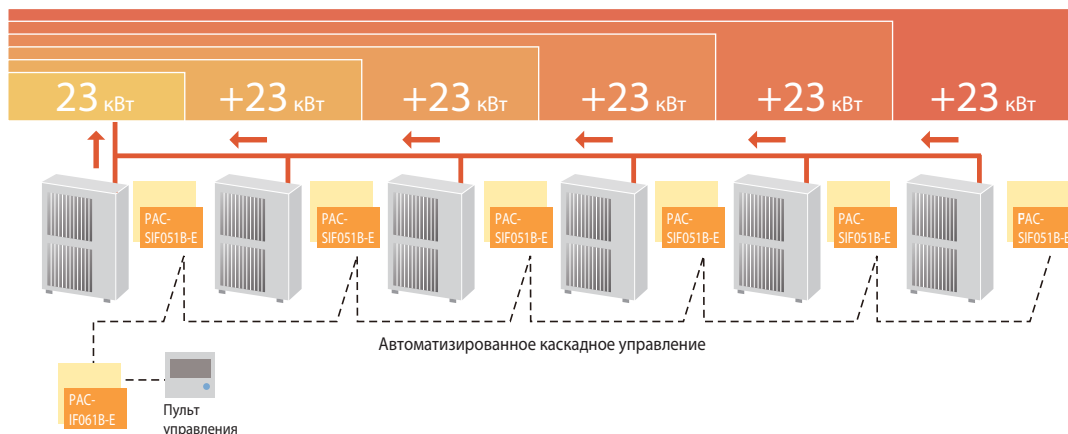 23 кВт +23 кВт +23 кВт +23 кВт +23 кВт +23 кВт
PAC-
SIF051B-E
PAC-
SIF051B-E
PAC-
SIF051B-E
PAC-
SIF051B-E
PAC-
SIF051B-E
PAC-
SIF051B-E
Автоматизированное каскадное управление
PAC-
IF061B-E
Пульт
управления